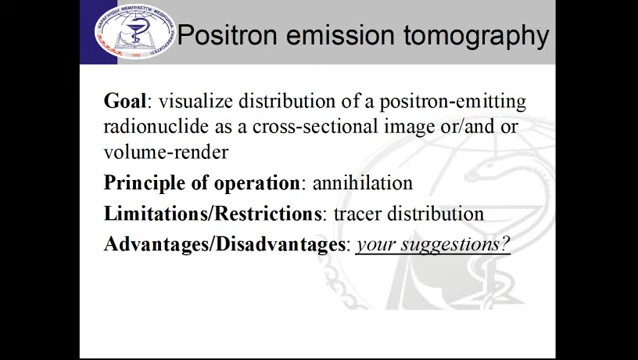 Positron emission tomography
Goal: visualize distribution of a positron-emitting
radionuclide as a cross-sectional image or/and or
volume-render
Principle of operation: annihilation
Limitations/Restrictions: tracer distribution
Advantages/Disadvantages: your suggestions?